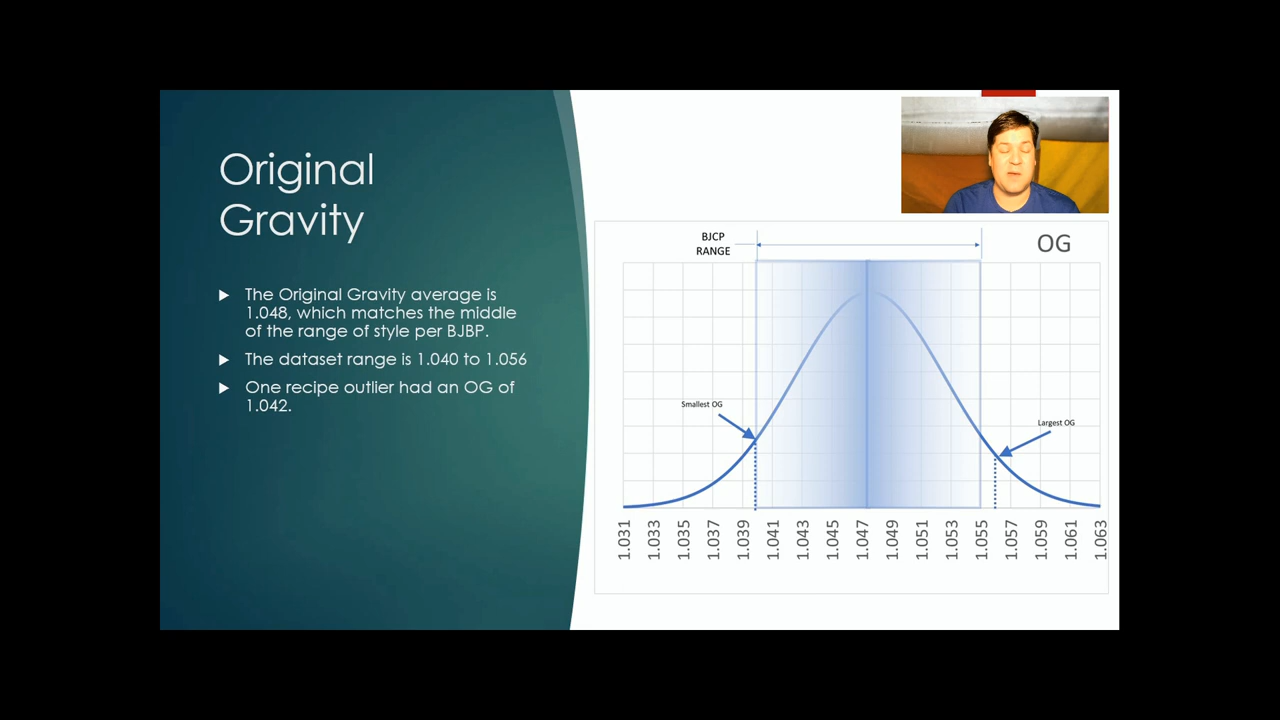 Original
Gravity
The Original Gravity average is
1.048, which matches the middle
of the range of style per BJBP.
The dataset range is 1.040 to 1.056
One recipe outlier had an OG of
1.042.
BJCP
RANGE
OG
Smallest OG
Largest OG
1.031
1.033
1.035
1.037
1.039
1.041
1.043
1.045
1.047
1.049
1.051
1.053
1.055
1.057
1.059
1.061
1.063